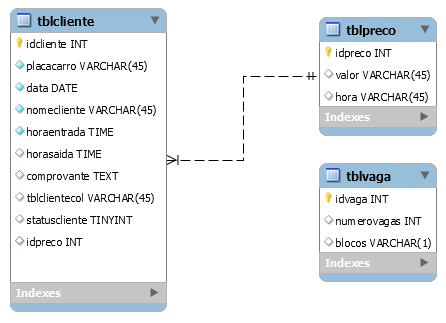 tblcliente
idcliente INT
placacarro VARCHAR(45)
data DATE
nomecliente VARCHAR(45)
horaentrada TIME
horasaida TIME
comprovante TEXT
tblclientecol VARCHAR(45)
statuscliente TINYINT
idpreco INT
Indexes
tblpreco
idpreco INT
valor VARCHAR(45)
hora VARCHAR(45)
Indexes
tblvaga
idvaga INT
numerovagas INT
blocos VARCHAR(1)
Indexes